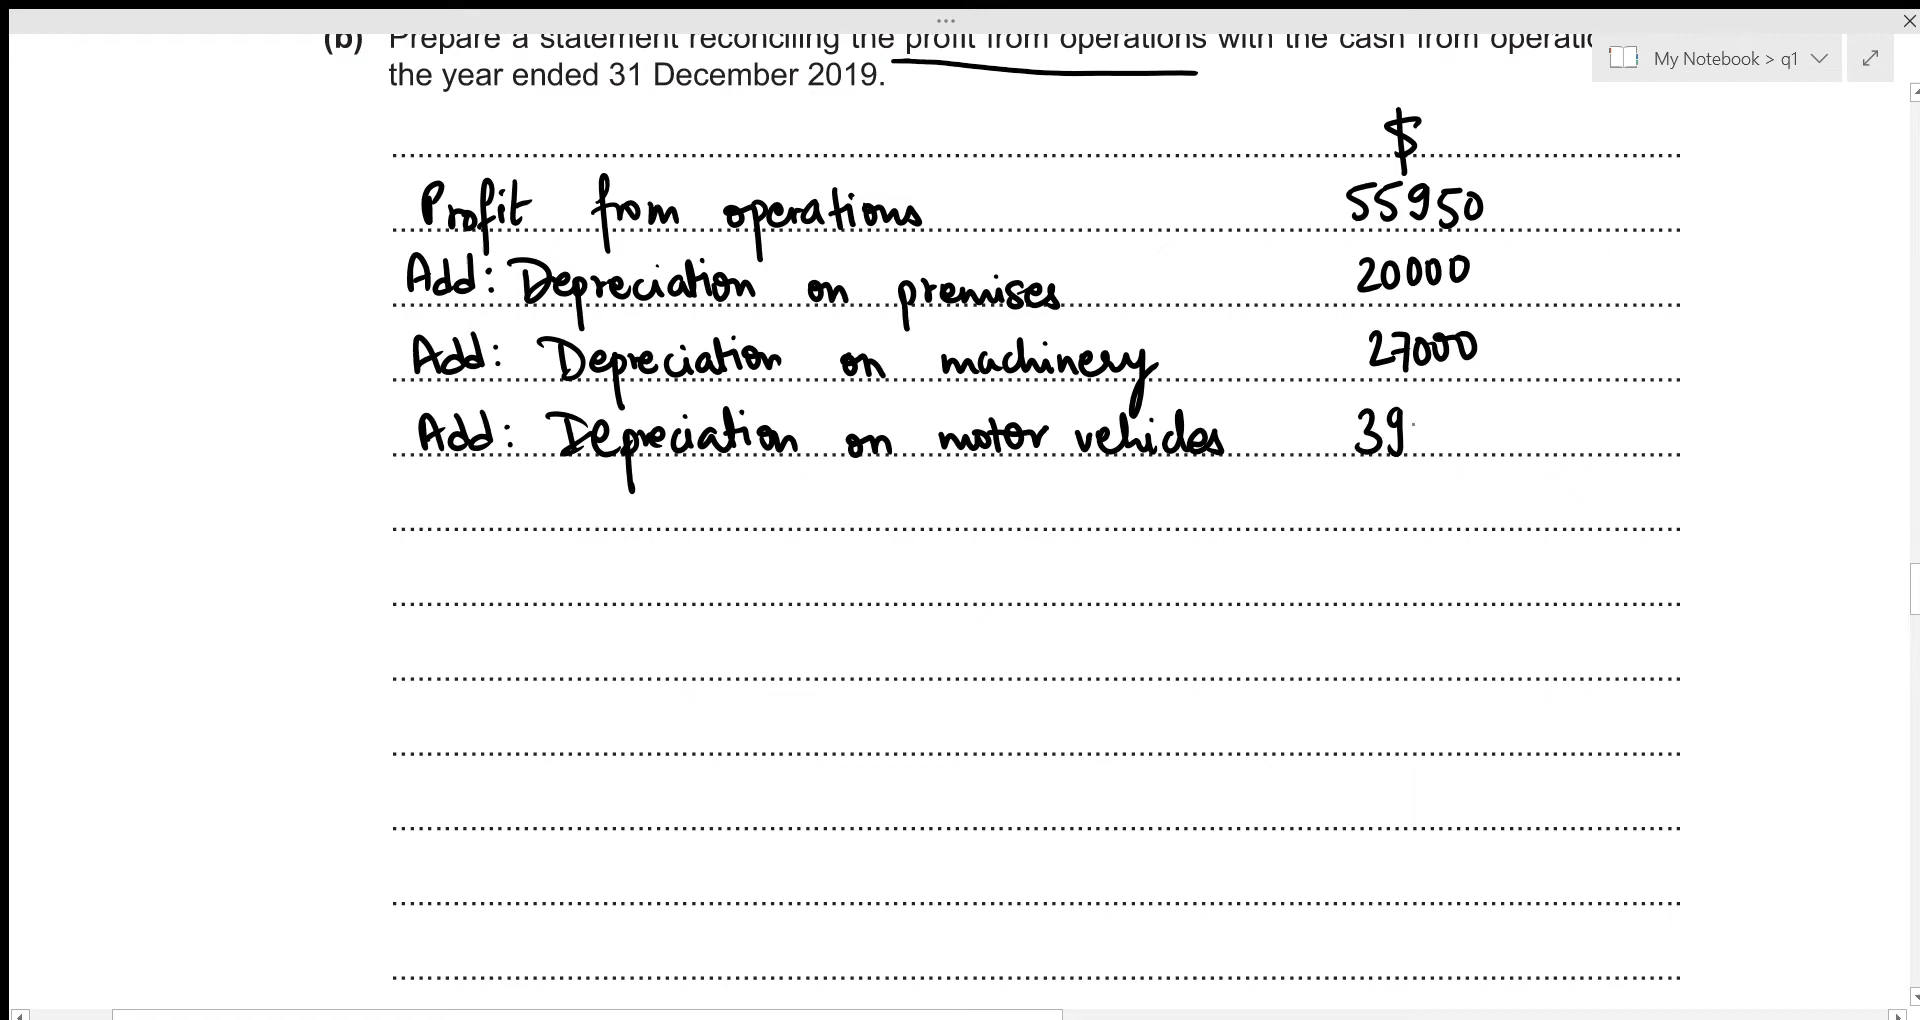 (b) Prepare a statement reconciling the profit from operations with the cash from
My Notebook > q1
the year ended 31 December 2019.
$
Profit from operations 55950
Add: Depreciation on premises 20000
Add: Depreciation on machinery 27000
Add: Depreciation on motor vehicles 39